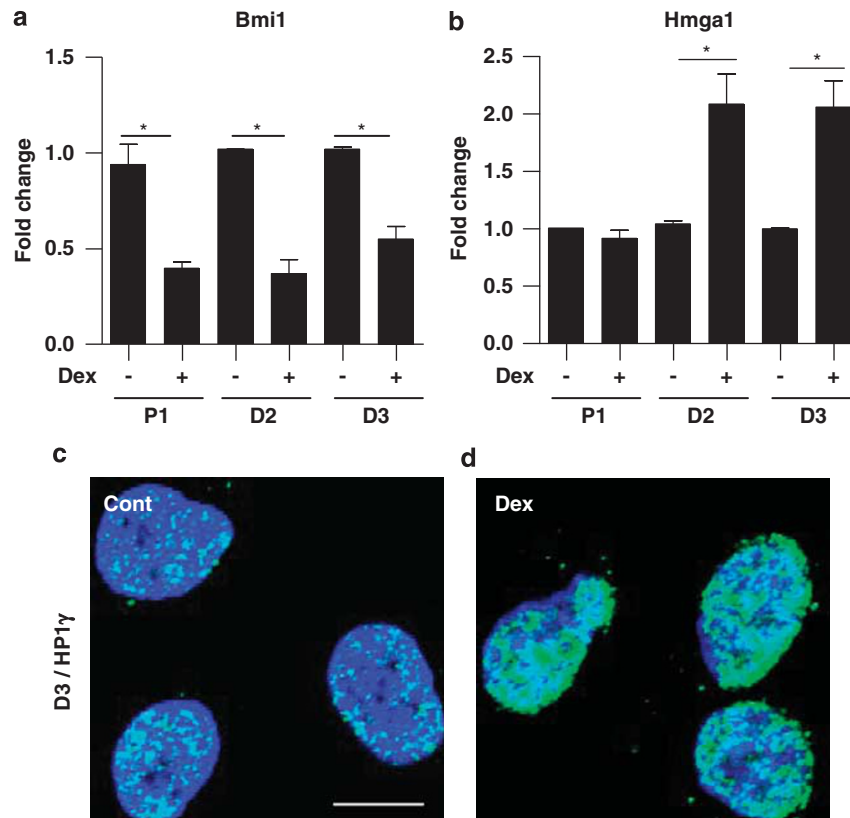 a
Bmi1
Fold change
1.5
1.0
0.5
0.0
* * *
Dex - + - + - +
P1 D2 D3
b
Hmga1
Fold change
2.5
2.0
1.5
1.0
0.5
0.0
* *
- + - + - +
P1 D2 D3
c
D3 / HP1γ
Cont
d
Dex